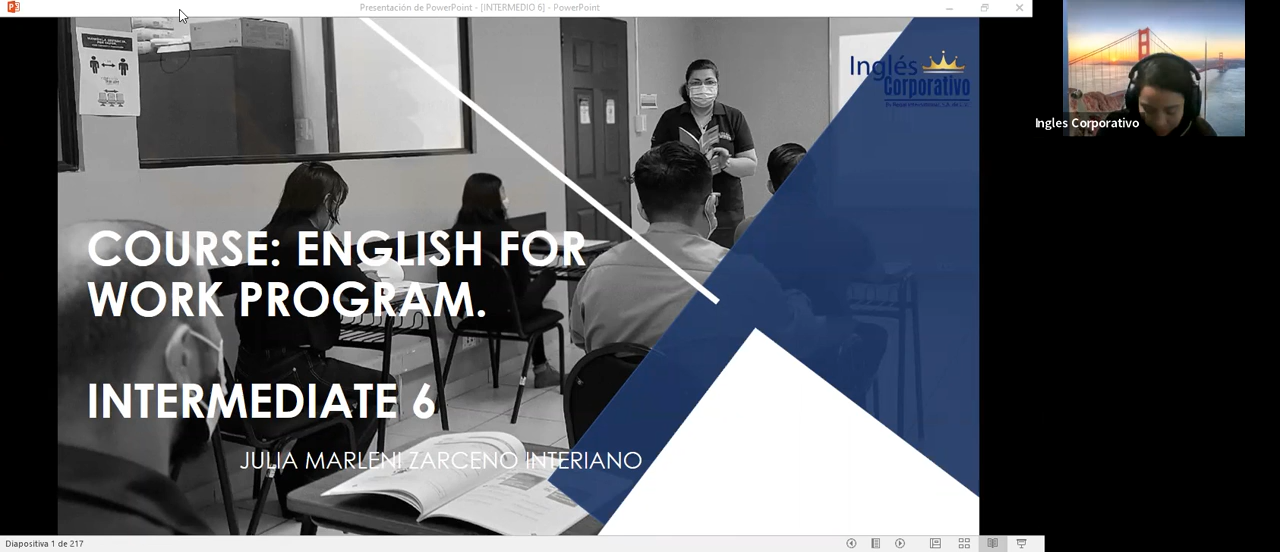 Presentación de PowerPoint - [INTERMEDIO 6] - PowerPoint
Inglés
Corporativo
Ingles Corporativo
COURSE: ENGLISH FOR
WORK PROGRAM.
INTERMEDIATE 6
JULIA MARLENI ZARCENO INTERIANO
Diapositiva 1 de 217